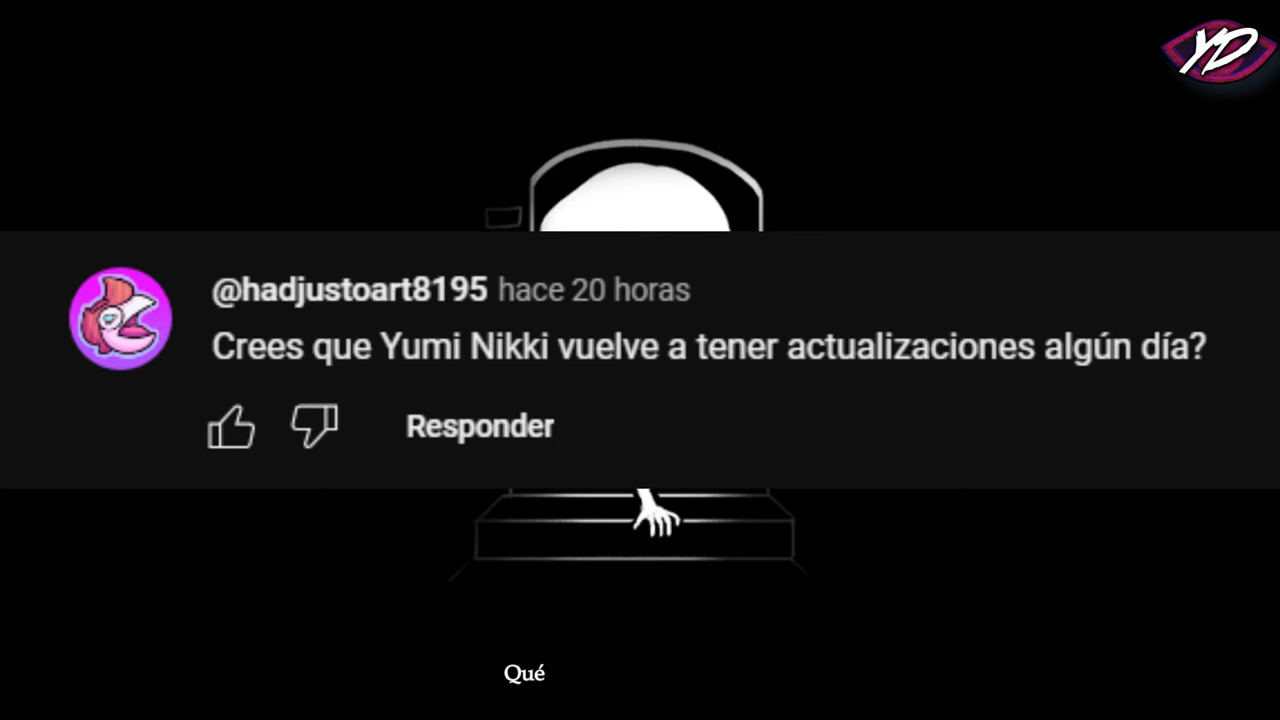 YD
@hadjustoart8195 hace 20 horas
Crees que Yumi Nikki vuelve a tener actualizaciones algún día?
Responder
Qué